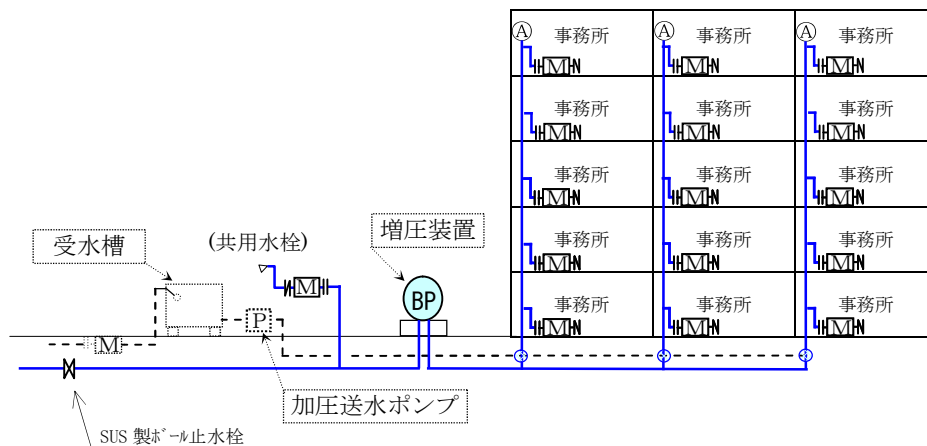 Ⓐ 事務所 Ⓐ 事務所 Ⓐ 事務所
M M M
事務所 事務所 事務所
M M M
事務所 事務所 事務所
M M M
増圧装置
受水槽 (共用水栓)
事務所 事務所 事務所
M M M M
BP
事務所 事務所 事務所
P M M M
M
加圧送水ポンプ
SUS 製ボール止水栓